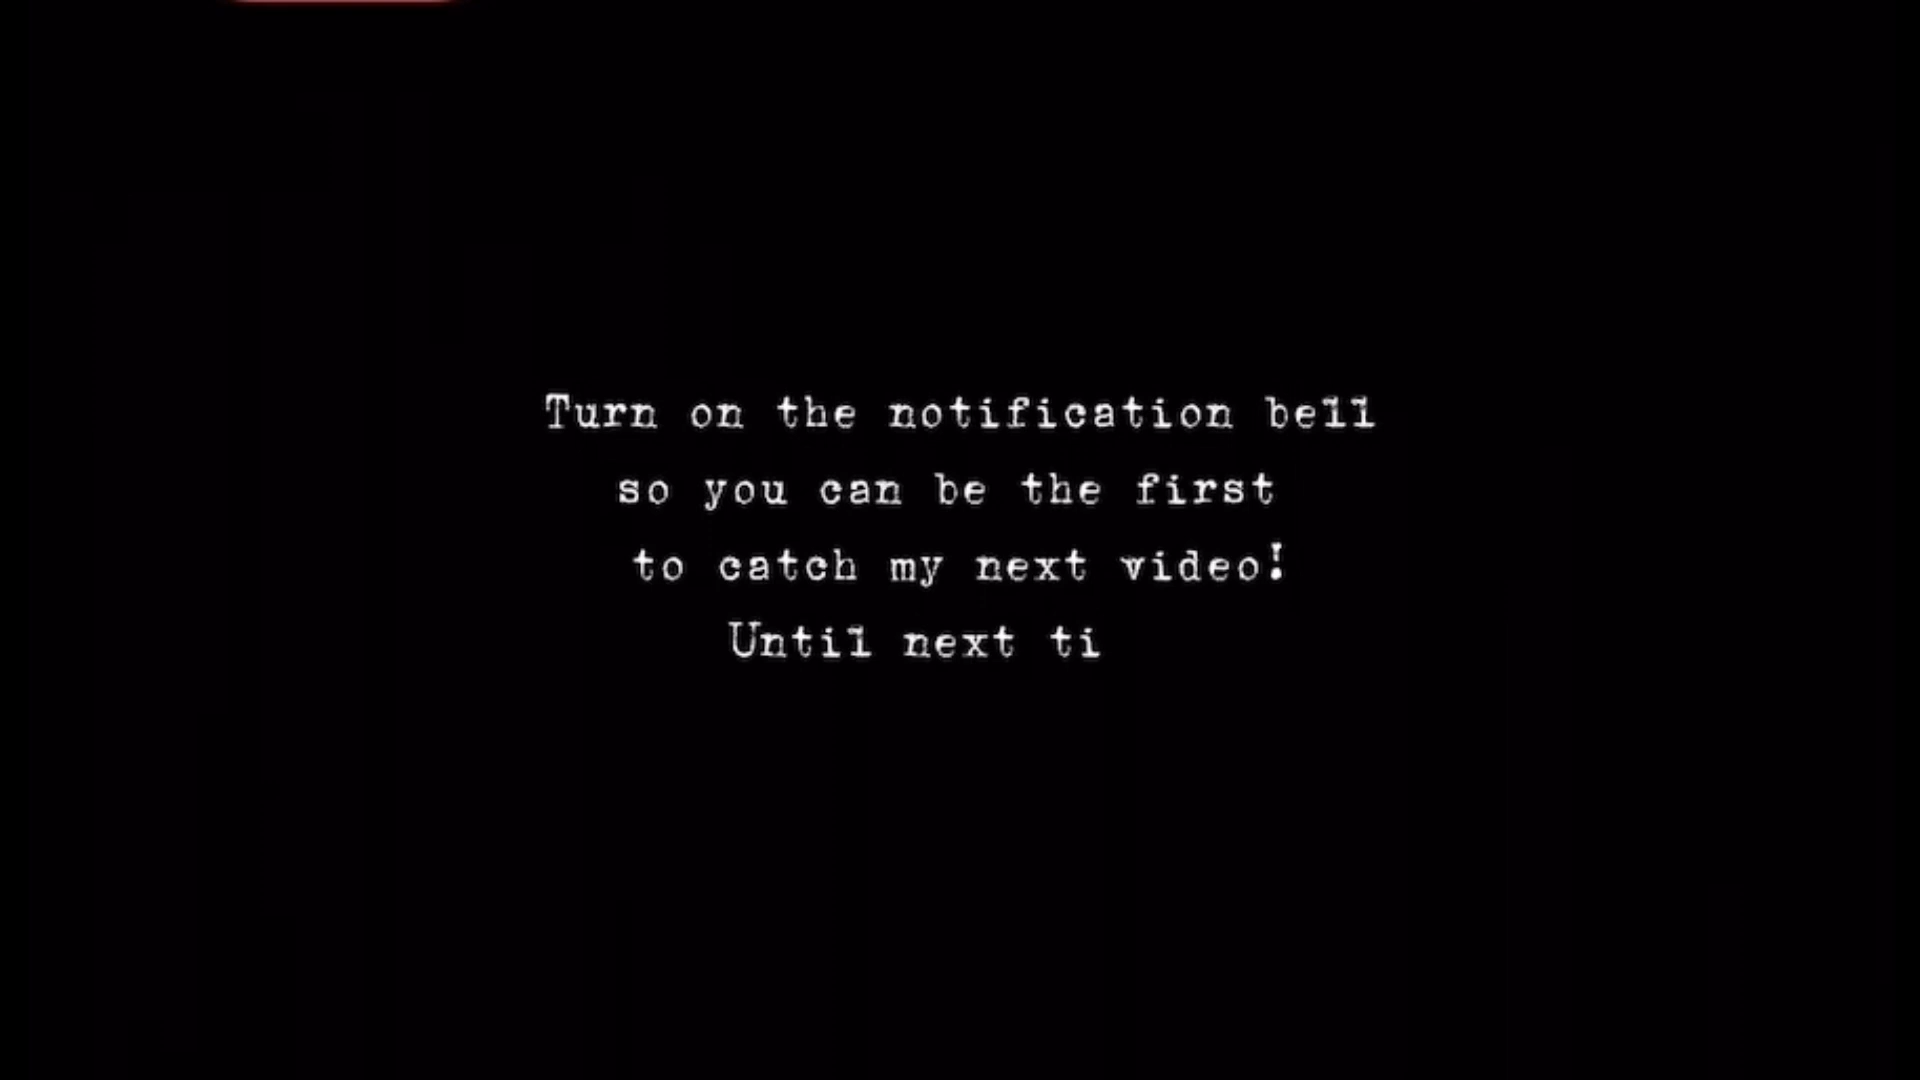 Turn on the notification bell
so you can be the first
to catch my next video!
Until next ti